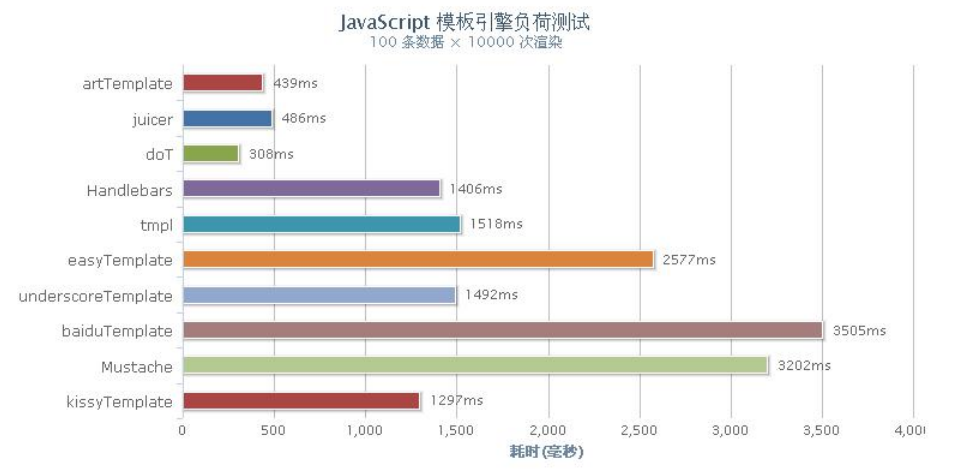 JavaScript 模板引擎负荷测试
100 条数据 × 10000 次渲染
artTemplate 439ms
juicer 486ms
doT 308ms
Handlebars 1406ms
tmpl 1518ms
easyTemplate 2577ms
underscoreTemplate 1492ms
baiduTemplate 3505ms
Mustache 3202ms
kissyTemplate 1297ms
0 500 1,000 1,500 2,000 2,500 3,000 3,500 4,00
耗时(毫秒)